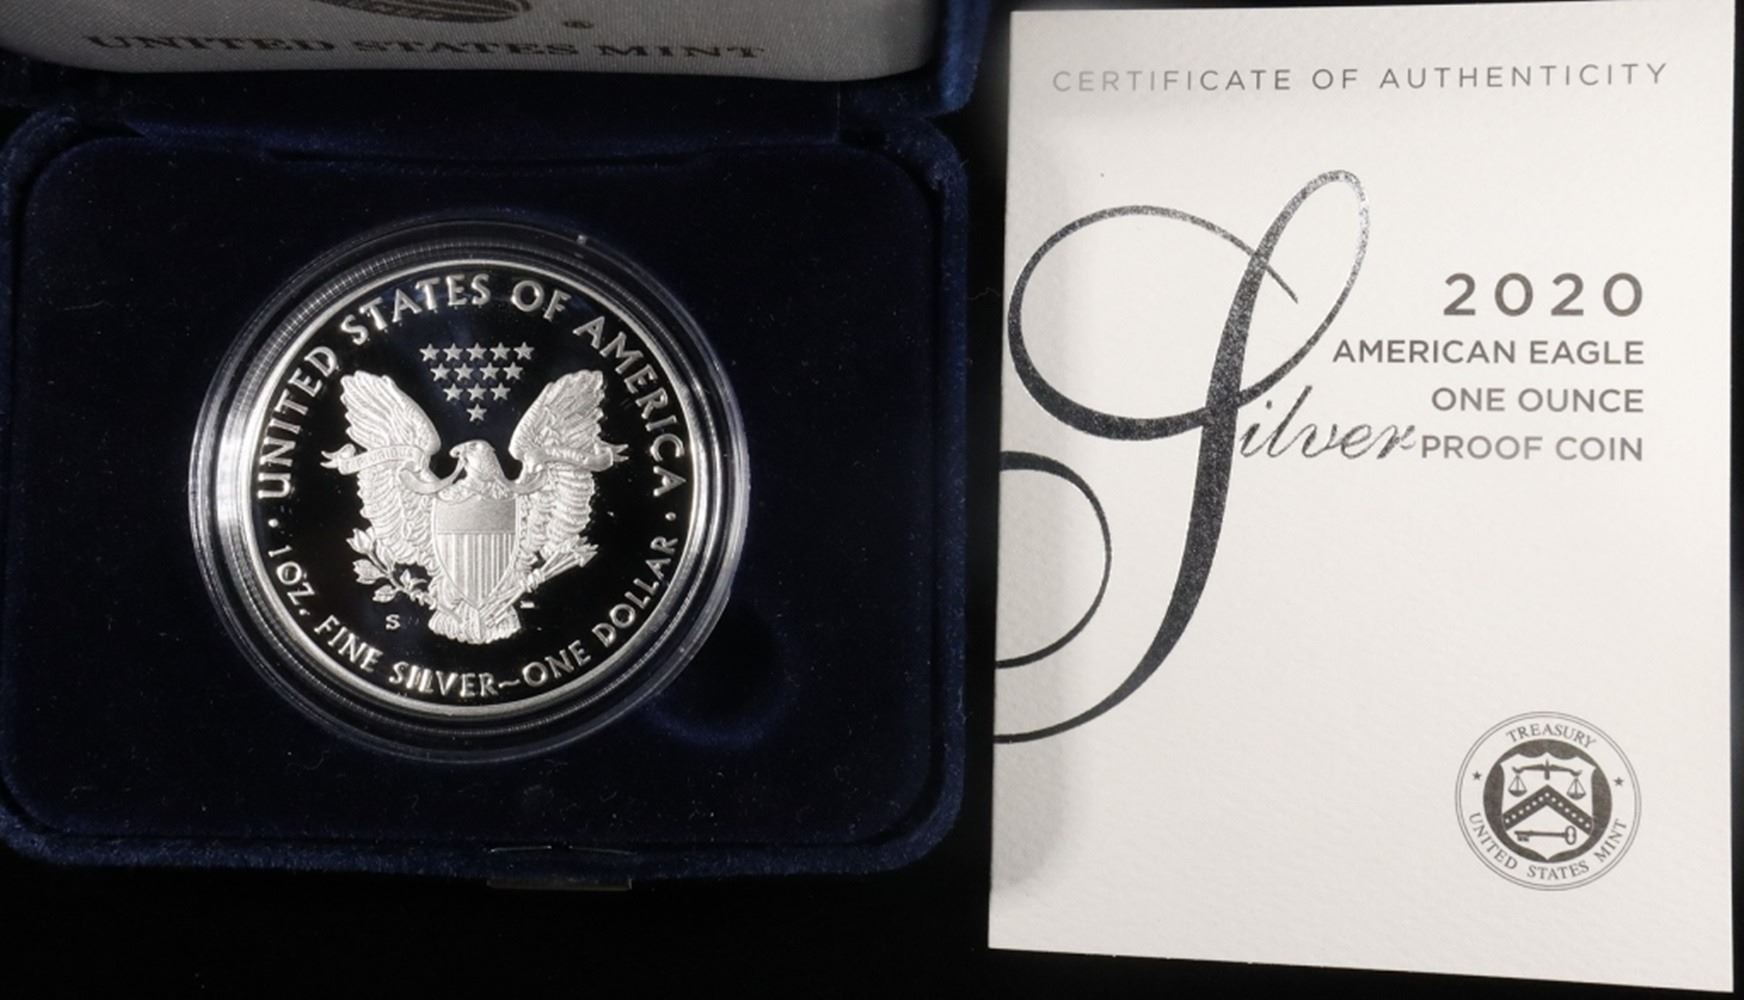 UNITED STATES MINT
UNITED STATES OF AMERICA
1 OZ. FINE SILVER~ONE DOLLAR
S
CERTIFICATE OF AUTHENTICITY
2020
AMERICAN EAGLE
ONE OUNCE
Silver PROOF COIN
TREASURY
UNITED STATES MINT